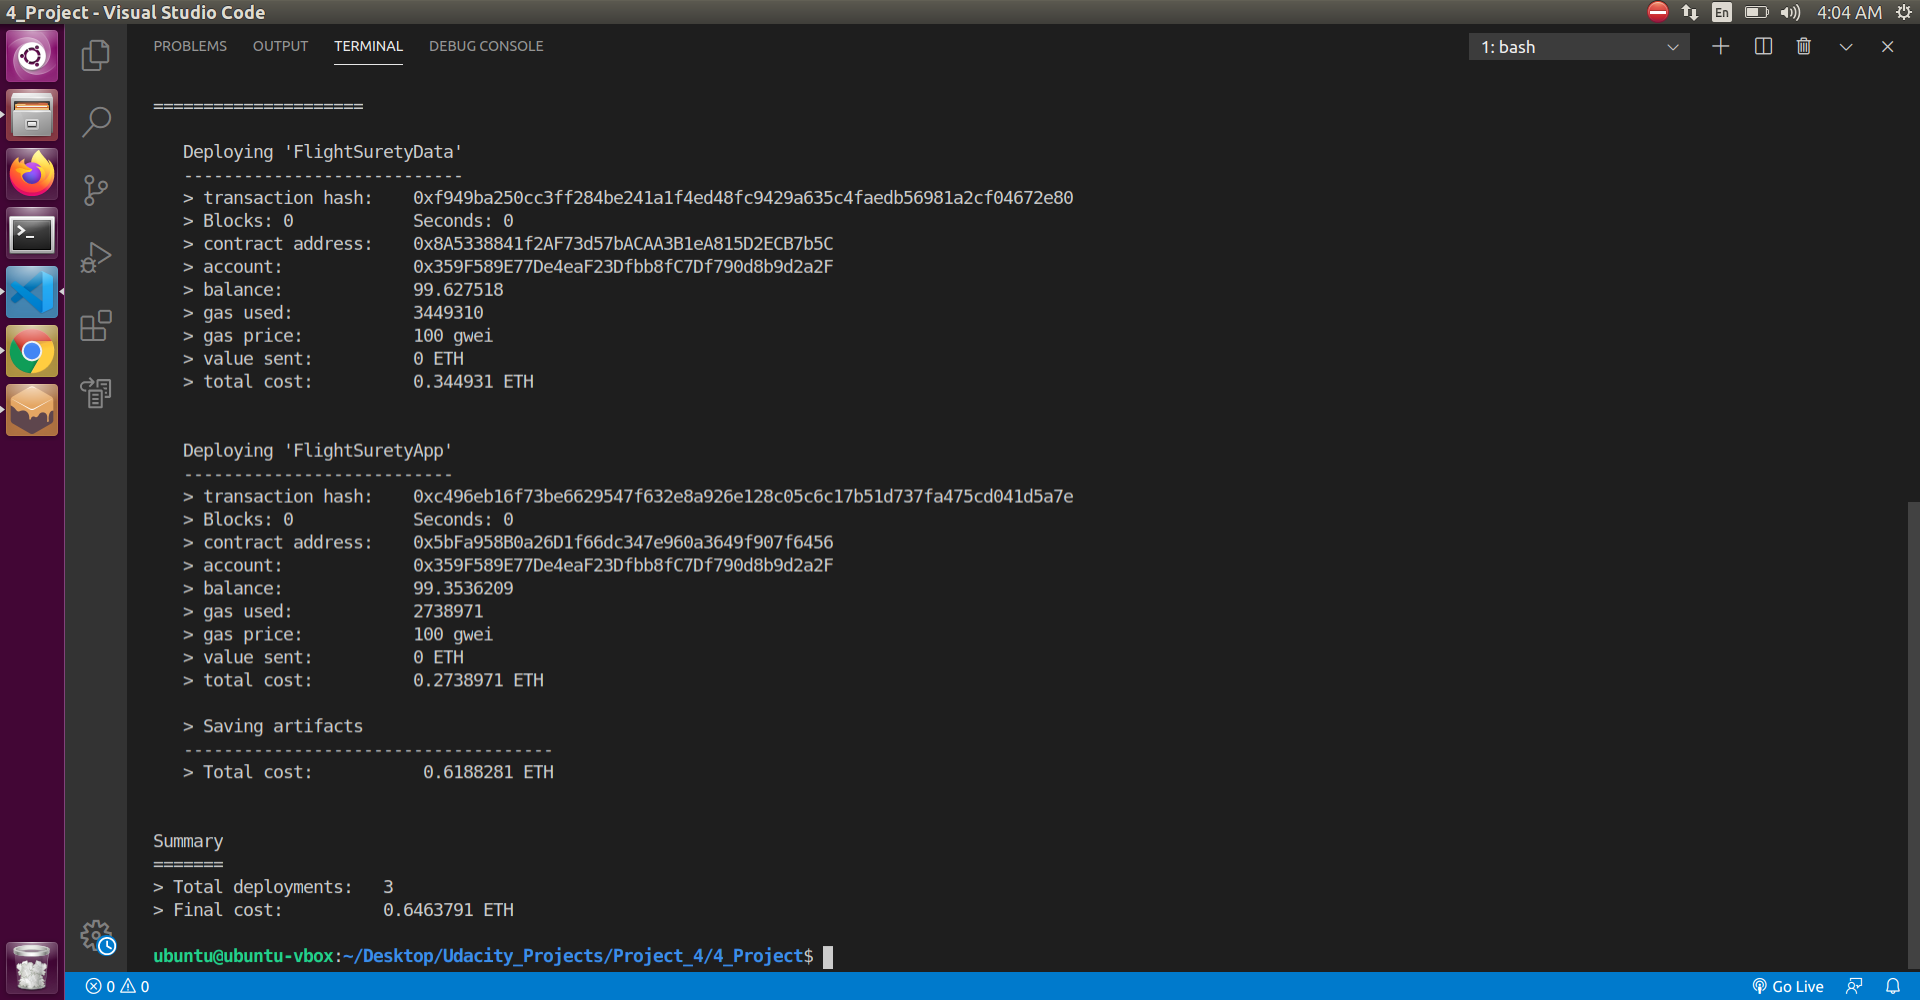 4_Project - Visual Studio Code
En
4:04 AM
PROBLEMS OUTPUT TERMINAL DEBUG CONSOLE
1: bash
=====================
Deploying 'FlightSuretyData'
----------------------------
> transaction hash: 0xf949ba250cc3ff284be241a1f4ed48fc9429a635c4faedb56981a2cf04672e80
> Blocks: 0 Seconds: 0
> contract address: 0x8A5338841f2AF73d57bACAA3B1eA815D2ECB7b5C
> account: 0x359F589E77De4eaF23Dfbb8fC7Df790d8b9d2a2F
> balance: 99.627518
> gas used: 3449310
> gas price: 100 gwei
> value sent: 0 ETH
> total cost: 0.344931 ETH
Deploying 'FlightSuretyApp'
---------------------------
> transaction hash: 0xc496eb16f73be6629547f632e8a926e128c05c6c17b51d737fa475cd041d5a7e
> Blocks: 0 Seconds: 0
> contract address: 0x5bFa958B0a26D1f66dc347e960a3649f907f6456
> account: 0x359F589E77De4eaF23Dfbb8fC7Df790d8b9d2a2F
> balance: 99.3536209
> gas used: 2738971
> gas price: 100 gwei
> value sent: 0 ETH
> total cost: 0.2738971 ETH
> Saving artifacts
-------------------------------------
> Total cost: 0.6188281 ETH
Summary
=======
> Total deployments: 3
> Final cost: 0.6463791 ETH
ubuntu@ubuntu-vbox:~/Desktop/Udacity_Projects/Project_4/4_Project$
0 0
Go Live